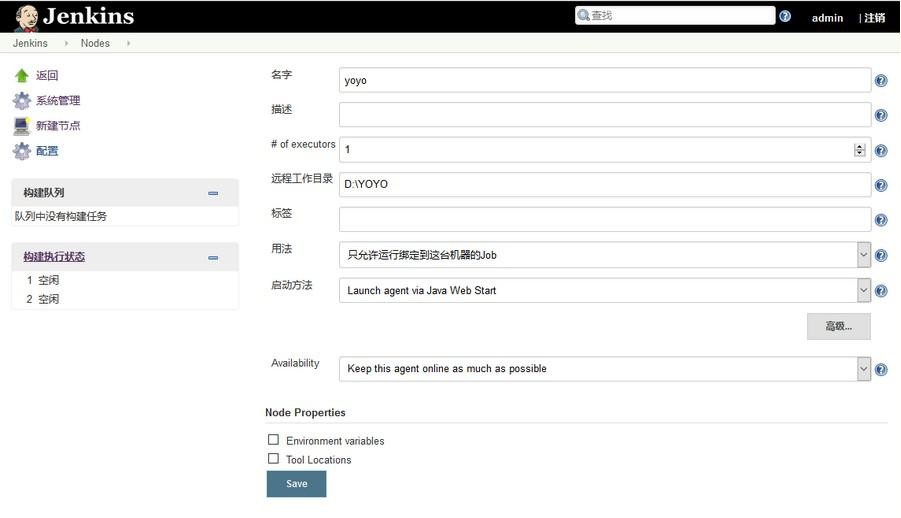 Jenkins
查找
admin
| 注销
Jenkins
Nodes
返回
系统管理
新建节点
配置
构建队列
队列中没有构建任务
构建执行状态
1 空闲
2 空闲
名字
yoyo
描述
# of executors
1
远程工作目录
D:\YOYO
标签
用法
只允许运行绑定到这台机器的Job
启动方法
Launch agent via Java Web Start
高级...
Availability
Keep this agent online as much as possible
Node Properties
Environment variables
Tool Locations
Save